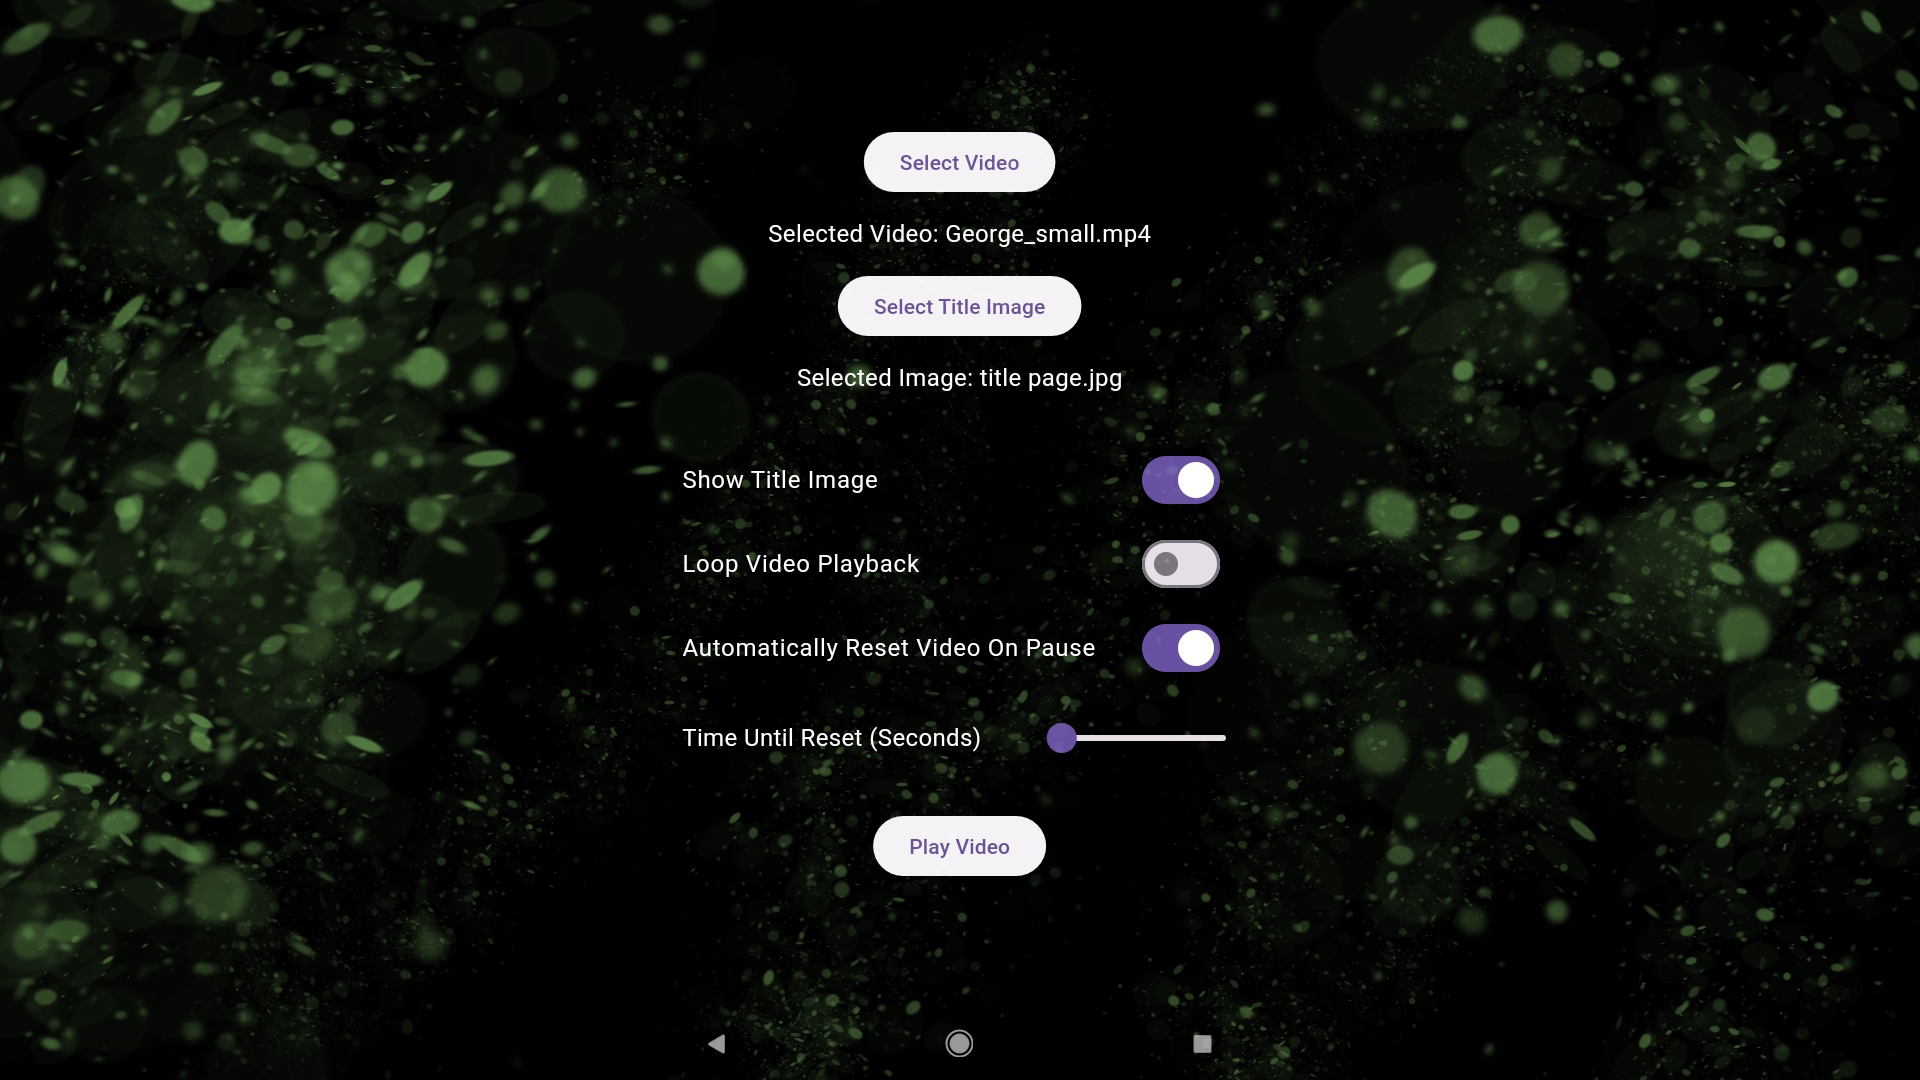 Select Video
Selected Video: George_small.mp4
Select Title Image
Selected Image: title page.jpg
Show Title Image
Loop Video Playback
Automatically Reset Video On Pause
Time Until Reset (Seconds)
Play Video